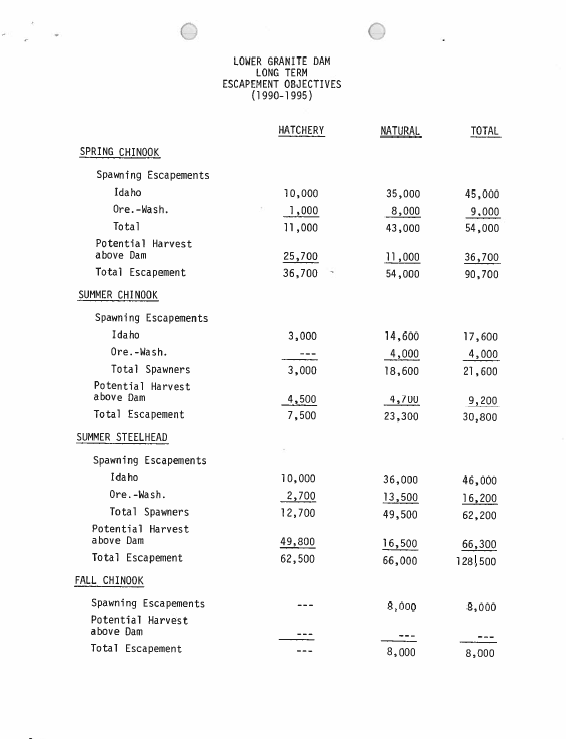 LOWER GRANITE DAM
LONG TERM
ESCAPEMENT OBJECTIVES
(1990-1995)
HATCHERY NATURAL TOTAL
SPRING CHINOOK
Spawning Escapements
Idaho 10,000 35,000 45,000
Ore.-Wash. 1,000 8,000 9,000
Total 11,000 43,000 54,000
Potential Harvest
above Dam 25,700 11,000 36,700
Total Escapement 36,700 54,000 90,700
SUMMER CHINOOK
Spawning Escapements
Idaho 3,000 14,600 17,600
Ore.-Wash. --- 4,000 4,000
Total Spawners 3,000 18,600 21,600
Potential Harvest
above Dam 4,500 4,700 9,200
Total Escapement 7,500 23,300 30,800
SUMMER STEELHEAD
Spawning Escapements
Idaho 10,000 36,000 46,000
Ore.-Wash. 2,700 13,500 16,200
Total Spawners 12,700 49,500 62,200
Potential Harvest
above Dam 49,800 16,500 66,300
Total Escapement 62,500 66,000 128,500
FALL CHINOOK
Spawning Escapements --- 8,000 8,000
Potential Harvest
above Dam --- --- ---
Total Escapement --- 8,000 8,000